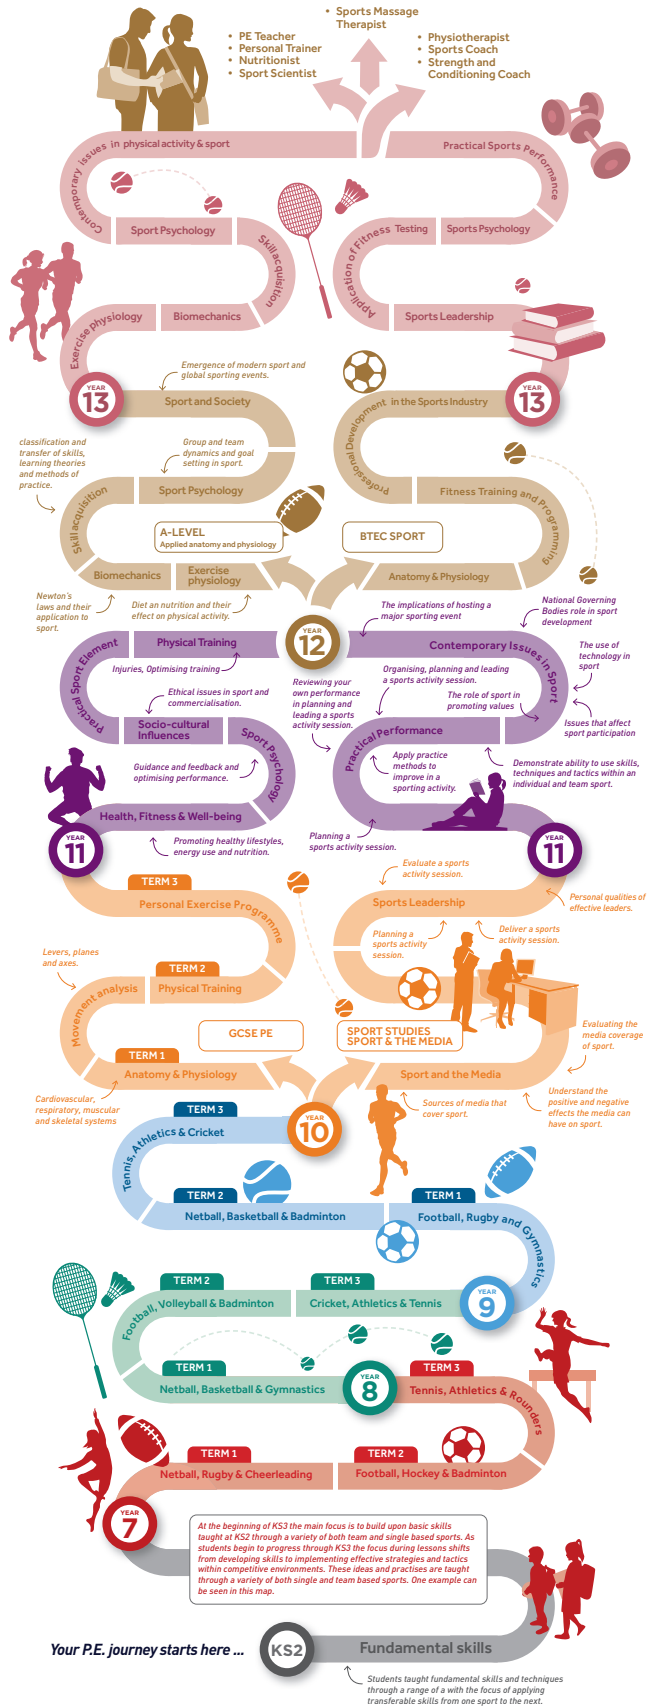 • Sports Massage
Therapist
• PE Teacher
• Personal Trainer
• Nutritionist
• Sport Scientist
• Physiotherapist
• Sports Coach
• Strength and
Conditioning Coach
Contemporary issues in physical activity & sport
Practical Sports Performance
Sport Psychology
Skill acquisition
Application of Fitness Testing
Sports Psychology
Exercise physiology
Biomechanics
Sports Leadership
YEAR
13
Emergence of modern sport and
global sporting events.
Sport and Society
Professional Development in the Sports Industry
YEAR
13
classification and
transfer of skills,
learning theories
and methods of
practice.
Group and team
dynamics and goal
setting in sport.
Skill acquisition
Sport Psychology
Fitness Training and Programming
A-LEVEL
Applied anatomy and physiology
BTEC SPORT
Biomechanics
Exercise
physiology
Anatomy & Physiology
Newton's
laws and their
application to
sport.
Diet an nutrition and their
effect on physical activity.
YEAR
12
The implications of hosting a
major sporting event
National Governing
Bodies role in sport
development
Practical Sport Element
Physical Training
Contemporary Issues in Sport
The use of
technology in
sport
Injuries, Optimising training
Reviewing your
own performance
in planning and
leading a sports
activity session.
Organising, planning and leading
a sports activity session.
The role of sport in
promoting values
Ethical issues in sport and
commercialisation.
Issues that affect
sport participation
Socio-cultural
Influences
Sport Psychology
Practical Performance
Guidance and feedback and
optimising performance.
Apply practice
methods to
improve in a
sporting activity.
Demonstrate ability to use skills,
techniques and tactics within an
individual and team sport.
Health, Fitness & Well-being
YEAR
11
Promoting healthy lifestyles,
energy use and nutrition.
Planning a
sports activity session.
YEAR
11
TERM 3
Personal Exercise Programme
Evaluate a sports
activity session.
Sports Leadership
Personal qualities of
effective leaders.
Planning a
sports activity
session.
Deliver a sports
activity session.
Levers, planes
and axes.
TERM 2
Movement analysis
Physical Training
GCSE PE
SPORT STUDIES
SPORT & THE MEDIA
Evaluating the
media coverage
of sport.
TERM 1
Anatomy & Physiology
Sport and the Media
Cardiovascular,
respiratory, muscular
and skeletal systems
Sources of media that
cover sport.
Understand the
positive and negative
effects the media can
have on sport.
YEAR
10
TERM 3
Tennis, Athletics & Cricket
TERM 2
Netball, Basketball & Badminton
TERM 1
Football, Rugby and Gymnastics
TERM 2
Football, Volleyball & Badminton
TERM 3
Cricket, Athletics & Tennis
YEAR
9
TERM 1
Netball, Basketball & Gymnastics
YEAR
8
TERM 3
Tennis, Athletics & Rounders
TERM 1
Netball, Rugby & Cheerleading
TERM 2
Football, Hockey & Badminton
YEAR
7
At the beginning of KS3 the main focus is to build upon basic skills
taught at KS2 through a variety of both team and single based sports. As
students begin to progress through KS3 the focus during lessons shifts
from developing skills to implementing effective strategies and tactics
within competitive environments. These ideas and practises are taught
through a variety of both single and team based sports. One example can
be seen in this map.
Your P.E. journey starts here ...
KS2
Fundamental skills
Students taught fundamental skills and techniques
through a range of a with the focus of applying
transferable skills from one sport to the next.